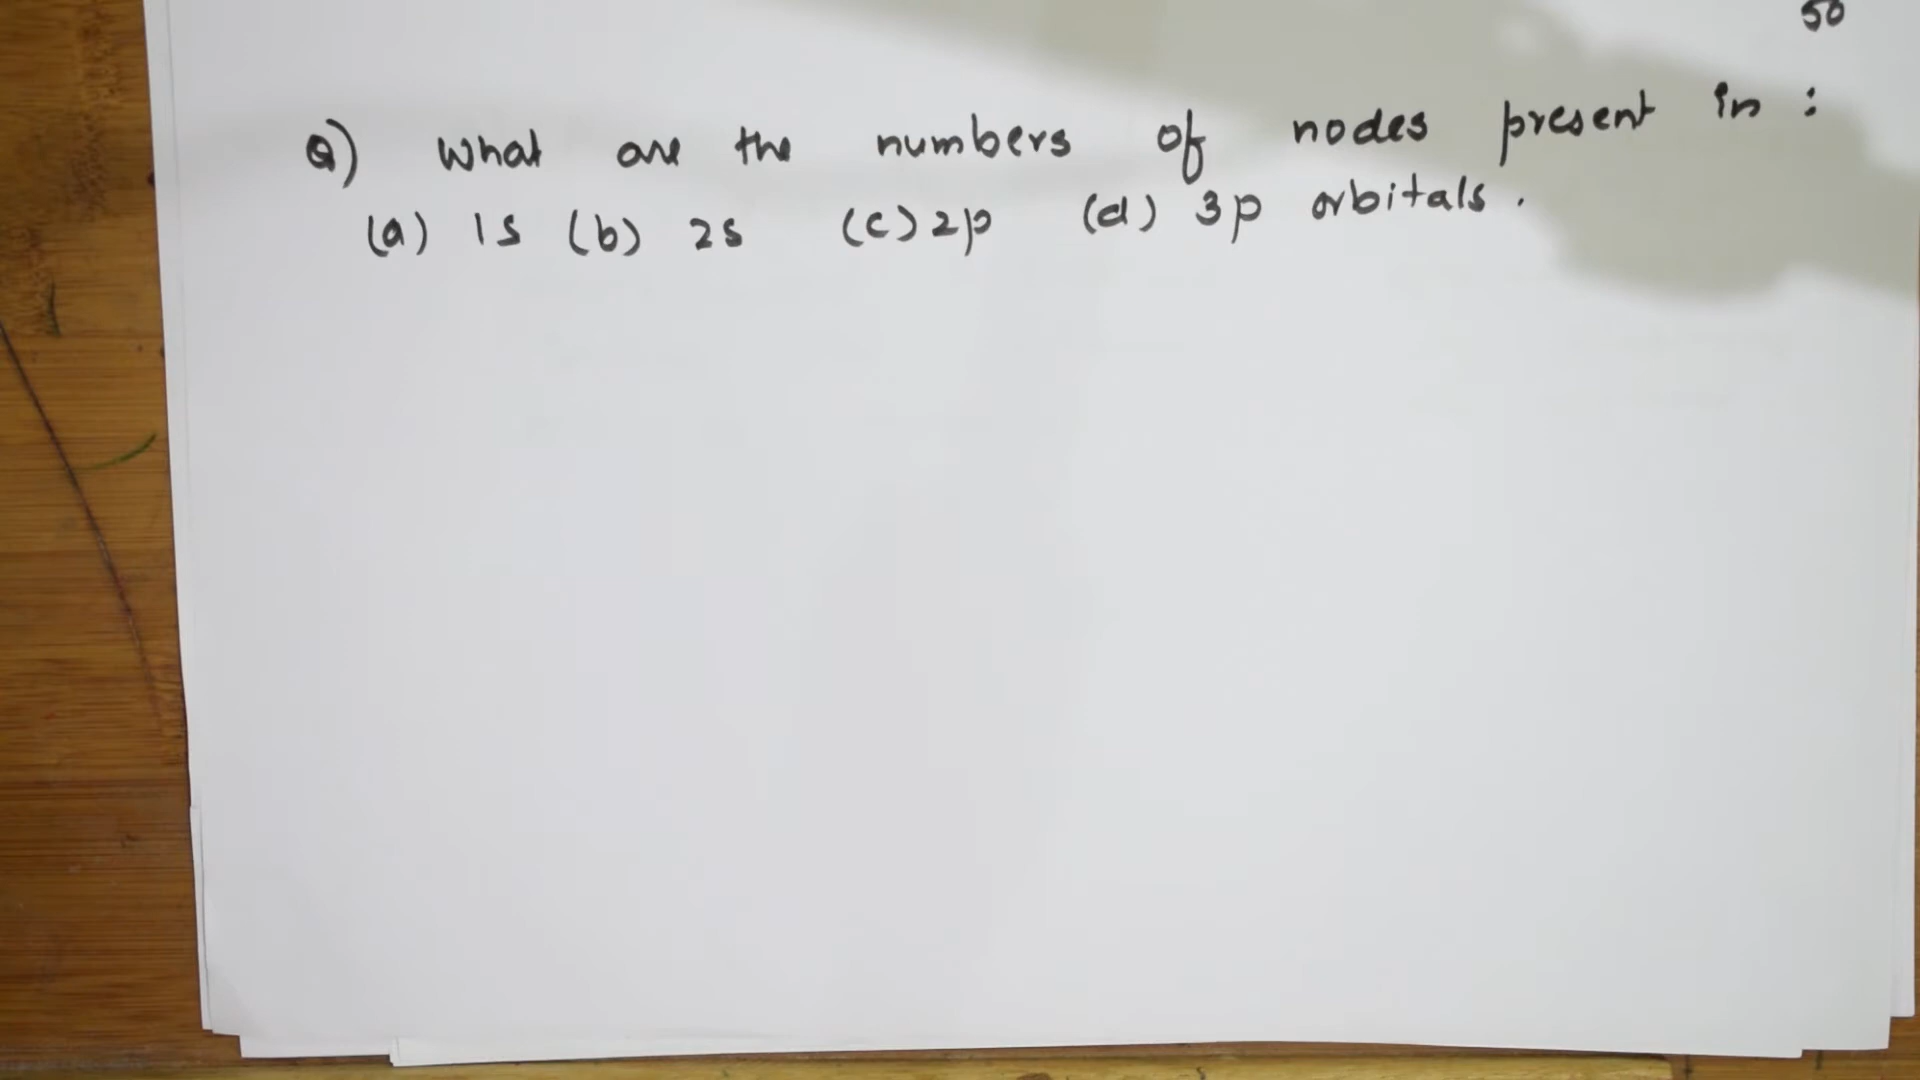 50
Q) What are the numbers of nodes present in :
(a) 1s (b) 2s (c) 2p (d) 3p orbitals.